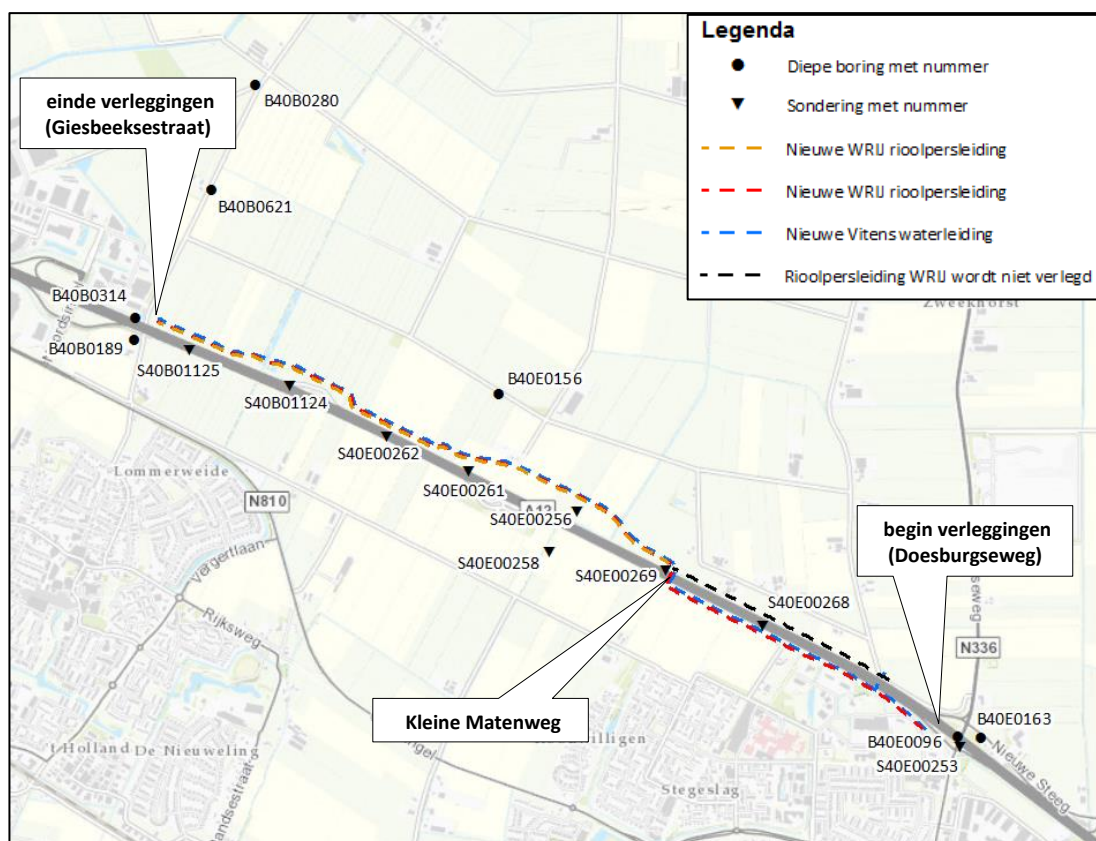 Legenda
Diepe boring met nummer
Sondering met nummer
Nieuwe WRIJ rioolpersleiding
Nieuwe WRIJ rioolpersleiding
Nieuwe Vitens waterleiding
Rioolpersleiding WRIJ wordt niet verlegd
einde verleggingen
(Giesbeeksestraat)
B40B0280
B40B0621
Zweekhorst
B40B0314
B40B0189
S40B01125
S40B01124
B40E0156
S40E00262
S40E00261
Lommerweide
N810
A12
S40E00256
S40E00258
begin verleggingen
(Doesburgseweg)
Vergertlaan
S40E00269
S40E00268
Rijksweg
N336
Kleine Matenweg
't Holland
De Nieuweling
B40E0163
B40E0096
S40E00253
Nieuwe Steeg
Stegeslag